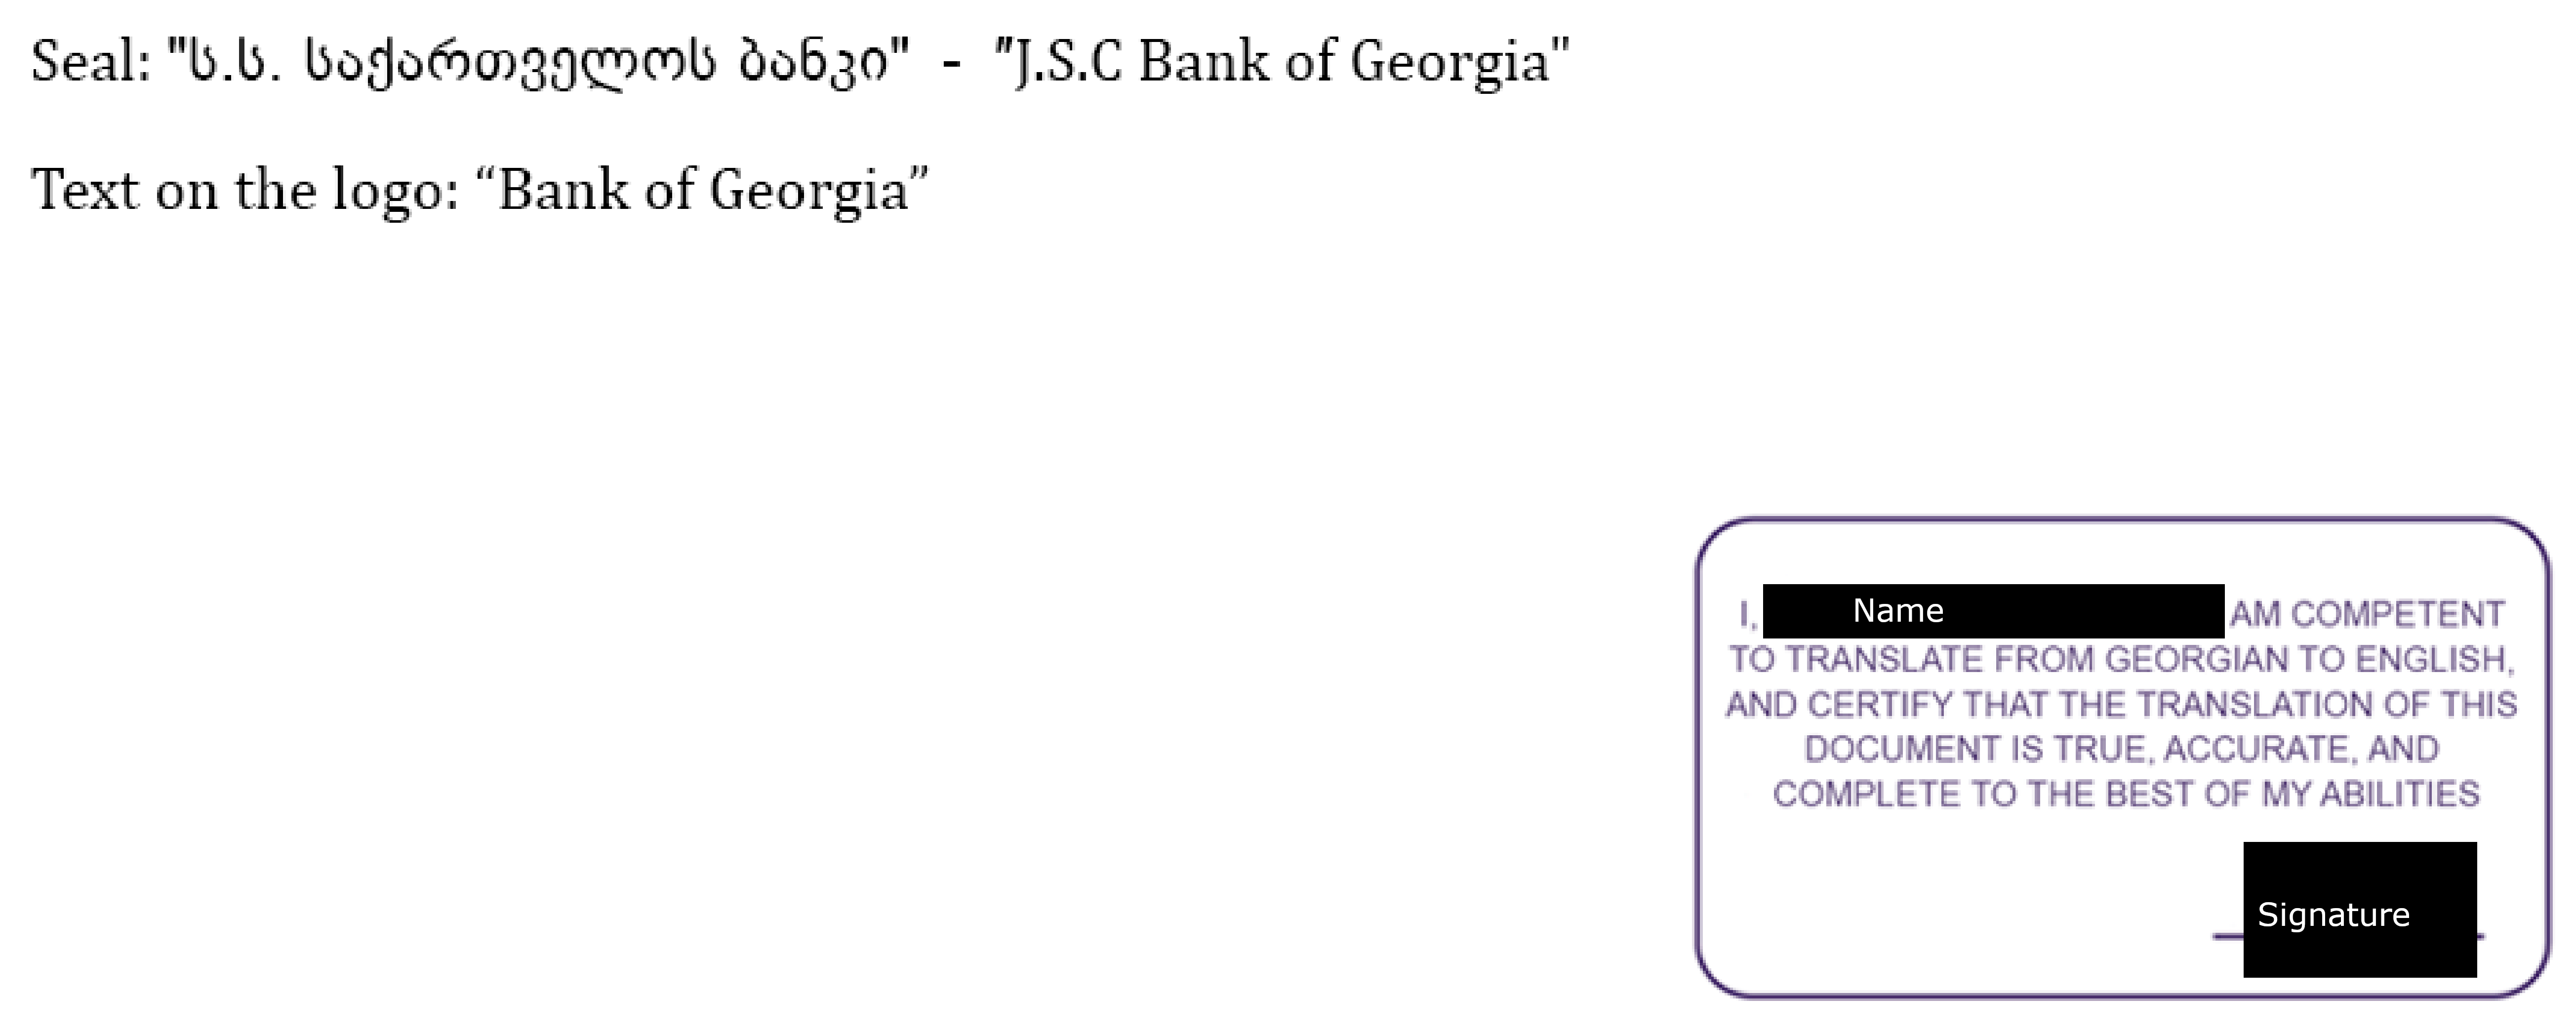 Seal: "ს.ს. საქართველოს ბანკი" - "J.S.C Bank of Georgia"
Text on the logo: “Bank of Georgia”
I, Name AM COMPETENT
TO TRANSLATE FROM GEORGIAN TO ENGLISH,
AND CERTIFY THAT THE TRANSLATION OF THIS
DOCUMENT IS TRUE, ACCURATE, AND
COMPLETE TO THE BEST OF MY ABILITIES
Signature